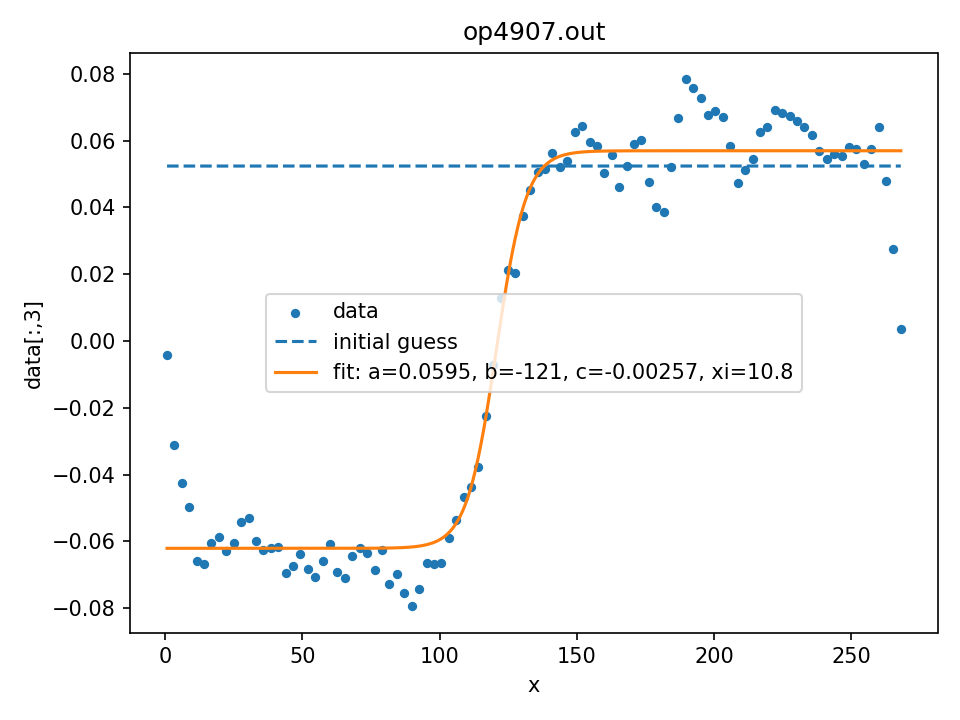 op4907.out
data[:,3]
0.08
0.06
0.04
0.02
0.00
−0.02
−0.04
−0.06
−0.08
data
initial guess
fit: a=0.0595, b=-121, c=-0.00257, xi=10.8
0 50 100 150 200 250
x